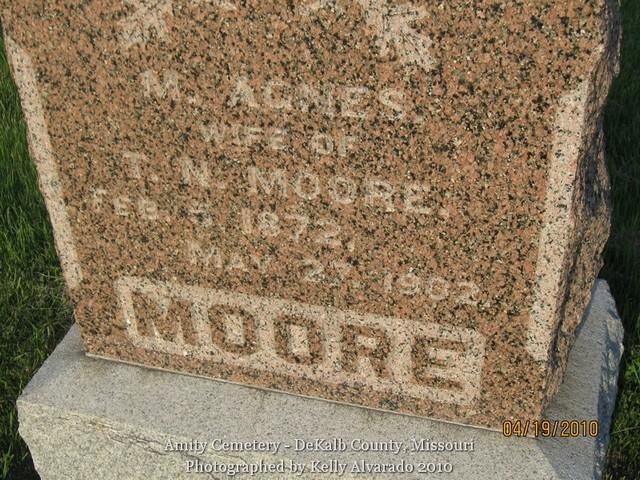 M. AGNES.
WIFE OF
T. N. MOORE.
FEB. 4, 1872,
MAY 27, 1902.
MOORE
04/19/2010
Amity Cemetery - DeKalb County, Missouri
Photographed by Kelly Alvarado 2010